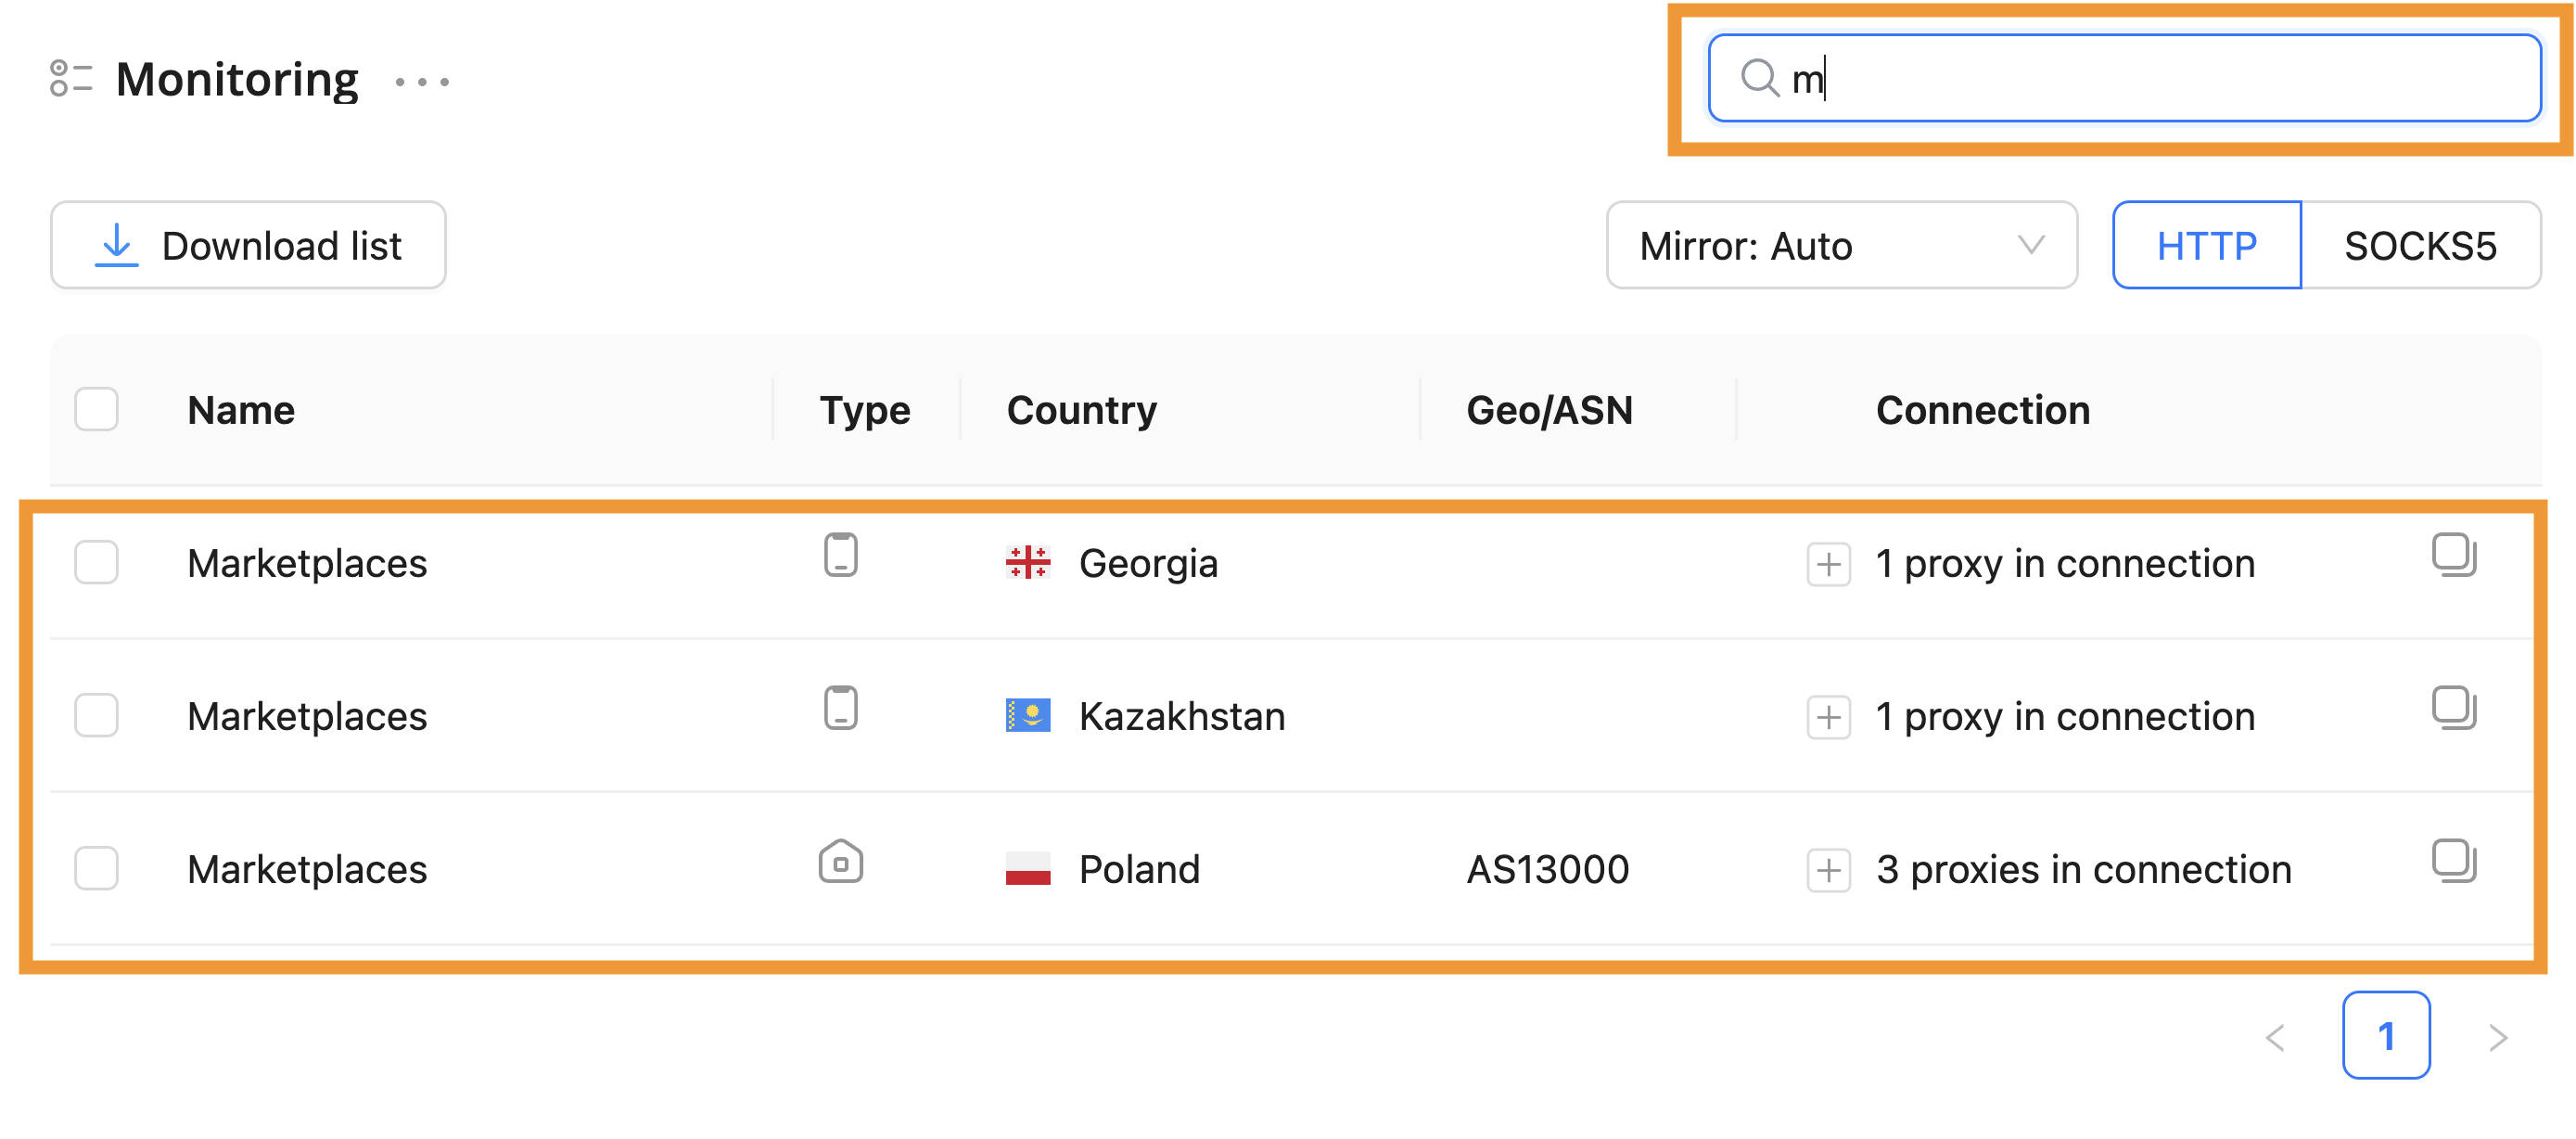 Monitoring
m
Download list
Mirror: Auto
HTTP
SOCKS5
Name
Type
Country
Geo/ASN
Connection
Marketplaces
Georgia
1 proxy in connection
Marketplaces
Kazakhstan
1 proxy in connection
Marketplaces
Poland
AS13000
3 proxies in connection
1